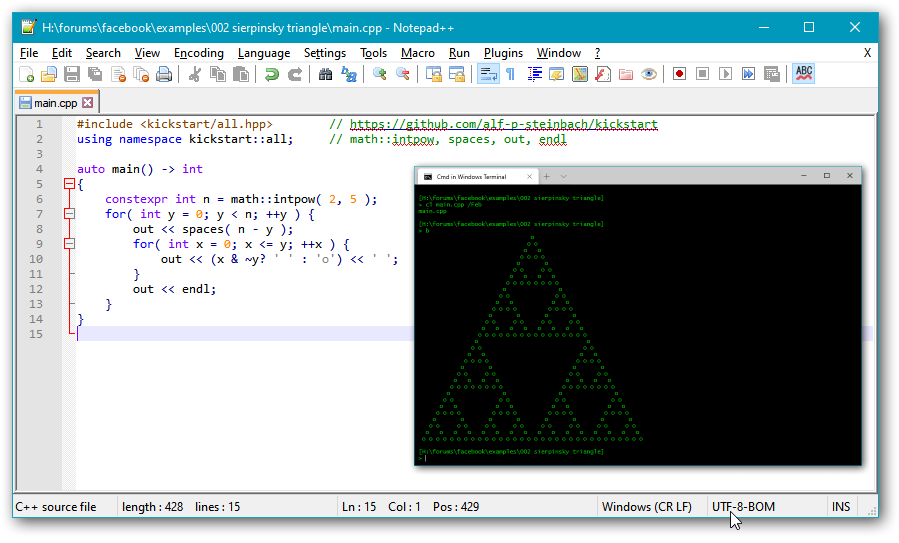 H:\forums\facebook\examples\002 sierpinsky triangle\main.cpp - Notepad++
File Edit Search View Encoding Language Settings Tools Macro Run Plugins Window ? X
ABC
main.cpp
1 #include <kickstart/all.hpp> // https://github.com/alf-p-steinbach/kickstart
2 using namespace kickstart::all; // math::intpow, spaces, out, endl
3
4 auto main() -> int
5 {
6 constexpr int n = math::intpow( 2, 5 );
7 for( int y = 0; y < n; ++y ) {
8 out << spaces( n - y );
9 for( int x = 0; x <= y; ++x ) {
10 out << (x & ~y? ' ' : 'o') << ' ';
11 }
12 out << endl;
13 }
14 }
15
Cmd in Windows Terminal
[H:\forums\facebook\examples\002 sierpinsky triangle]
> cl main.cpp /Feb
main.cpp
[H:\forums\facebook\examples\002 sierpinsky triangle]
> b
[H:\forums\facebook\examples\002 sierpinsky triangle]
>
C++ source file length : 428 lines : 15 Ln : 15 Col : 1 Pos : 429 Windows (CR LF) UTF-8-BOM INS